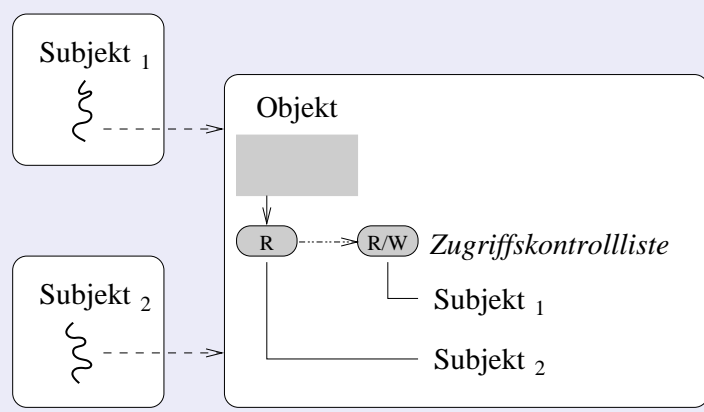 Subjekt 1
Objekt
R
R/W
Zugriffskontrollliste
Subjekt 2
Subjekt 1
Subjekt 2